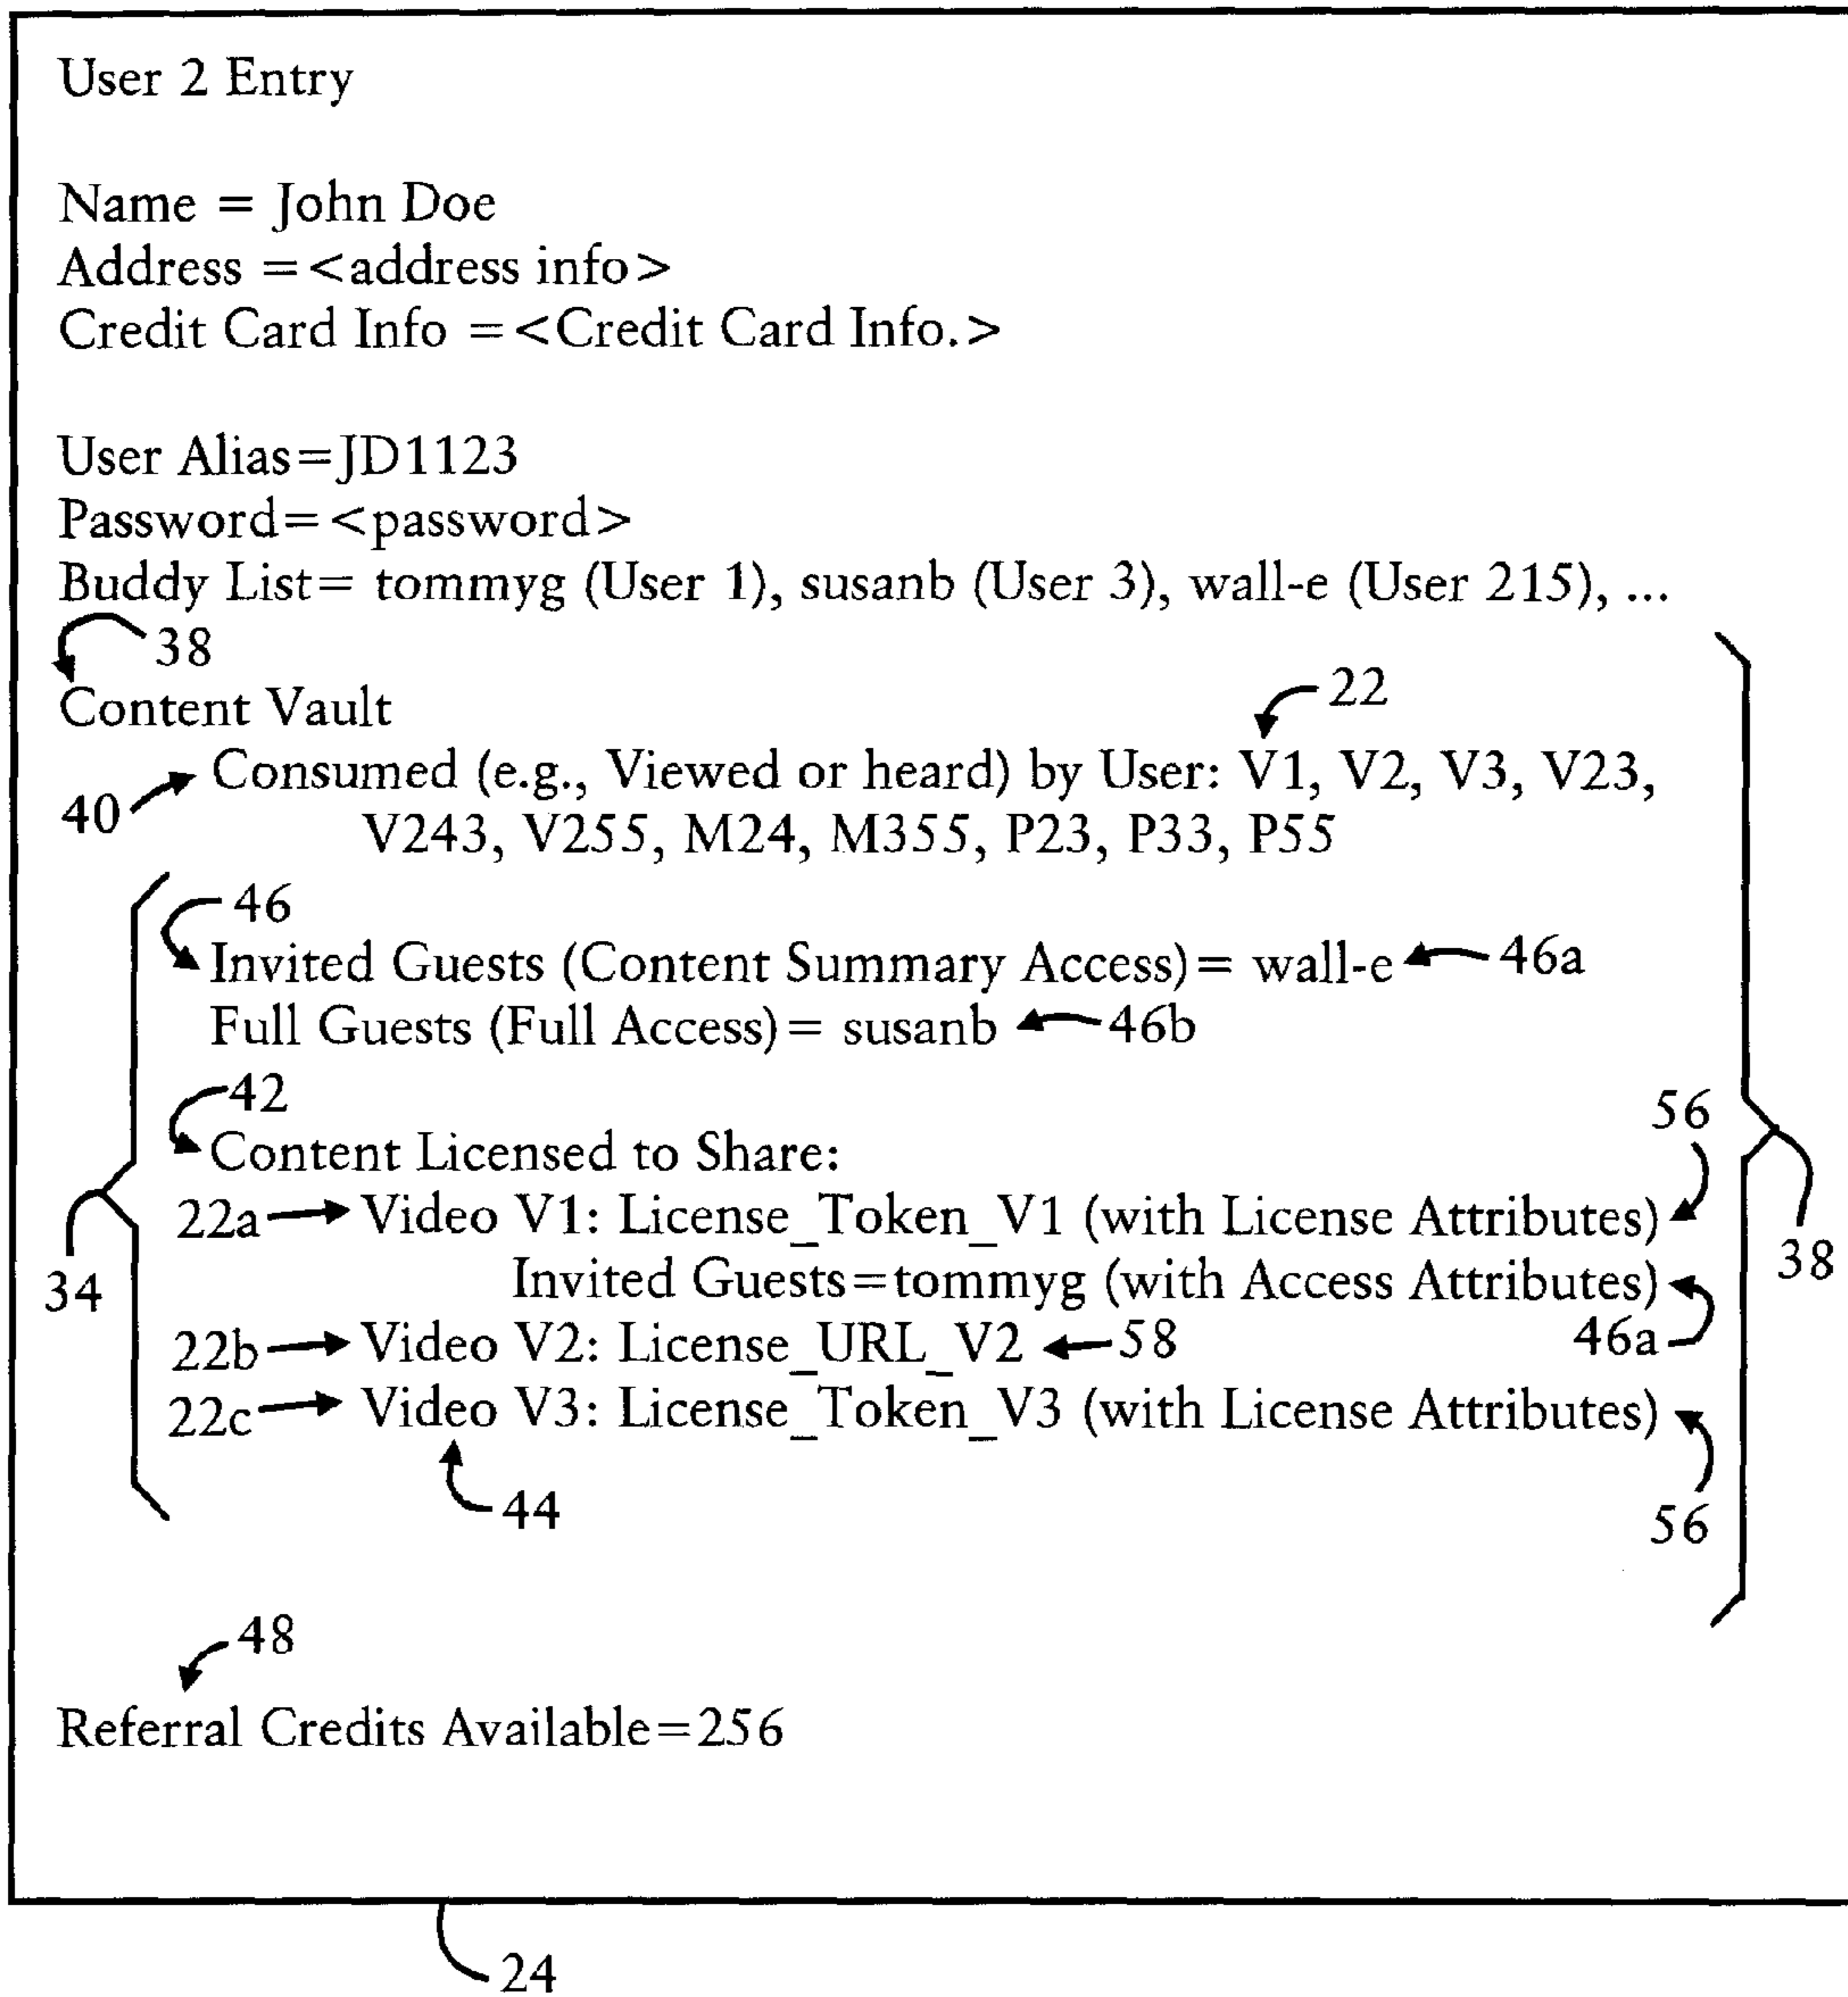 User 2 Entry
Name = John Doe
Address =<address info>
Credit Card Info =<Credit Card Info.>
User Alias=JD1123
Password=<password>
Buddy List= tommyg (User 1), susanb (User 3), wall-e (User 215), ...
38
Content Vault
22
Consumed (e.g., Viewed or heard) by User: V1, V2, V3, V23,
40
V243, V255, M24, M355, P23, P33, P55
46
Invited Guests (Content Summary Access)= wall-e 46a
Full Guests (Full Access)= susanb 46b
42
56
Content Licensed to Share:
22a Video V1: License_Token_V1 (with License Attributes)
34 Invited Guests=tommyg (with Access Attributes) 38
22b Video V2: License_URL_V2 58 46a
22c Video V3: License_Token_V3 (with License Attributes)
44
56
48
Referral Credits Available=256
24